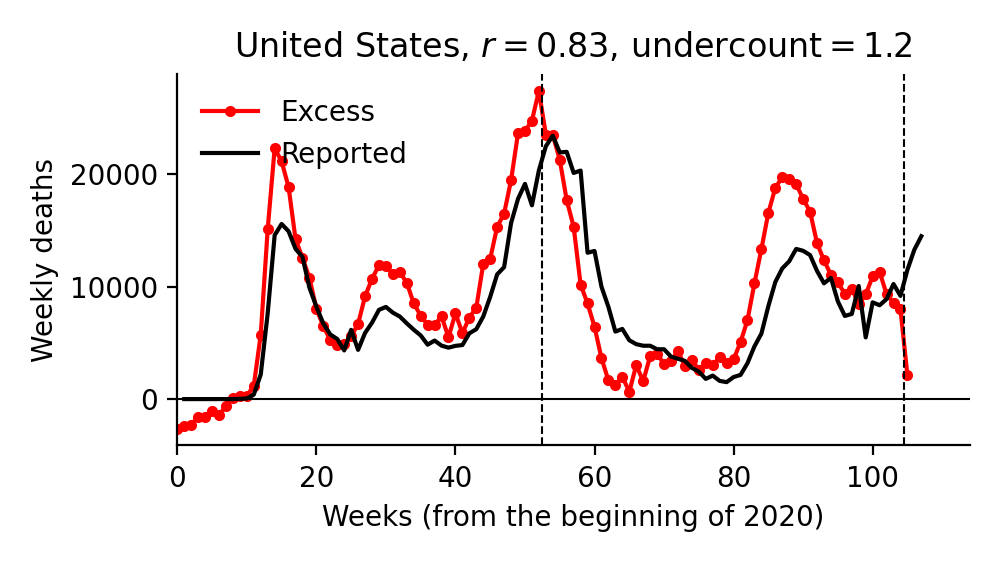 United States, r = 0.83, undercount = 1.2
Excess
Reported
Weekly deaths
20000
10000
0
0 20 40 60 80 100
Weeks (from the beginning of 2020)